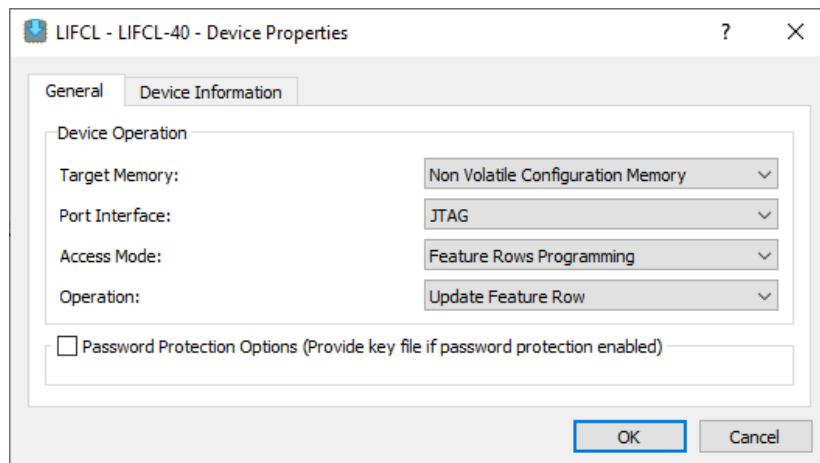 LIFCL - LIFCL-40 - Device Properties
General
Device Information
Device Operation
Target Memory: Non Volatile Configuration Memory
Port Interface: JTAG
Access Mode: Feature Rows Programming
Operation: Update Feature Row
Password Protection Options (Provide key file if password protection enabled)
OK
Cancel